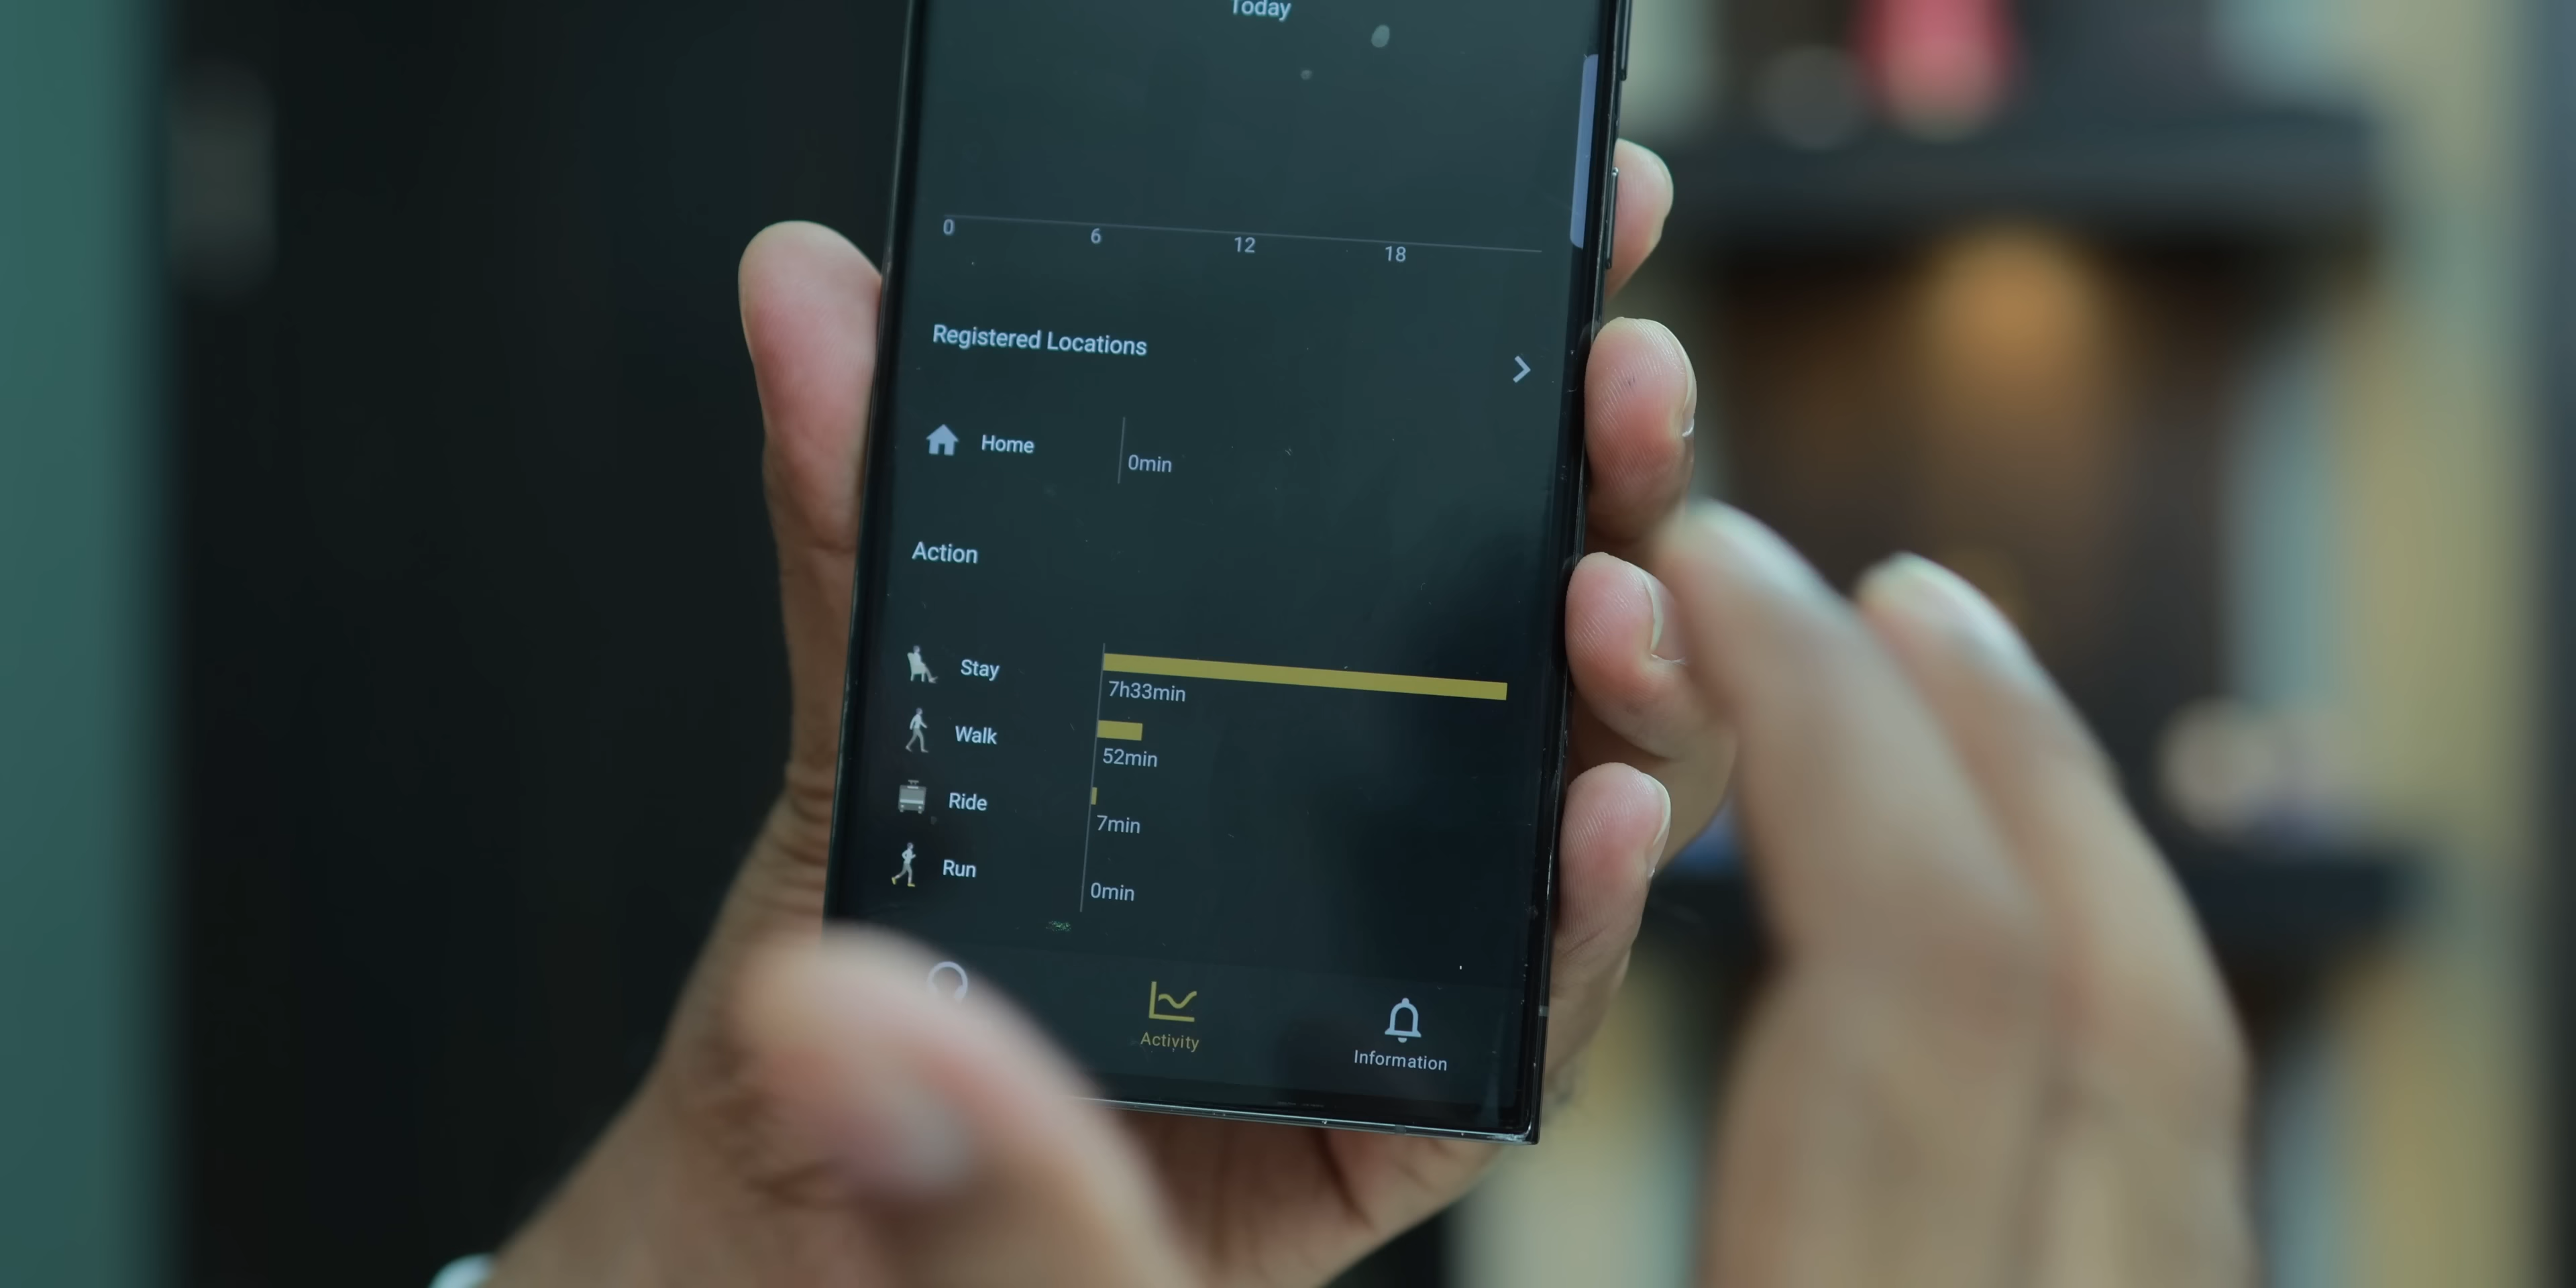 Today
0 6 12 18
Registered Locations
Home
0min
Action
Stay
7h33min
Walk
52min
Ride
7min
Run
0min
Activity
Information